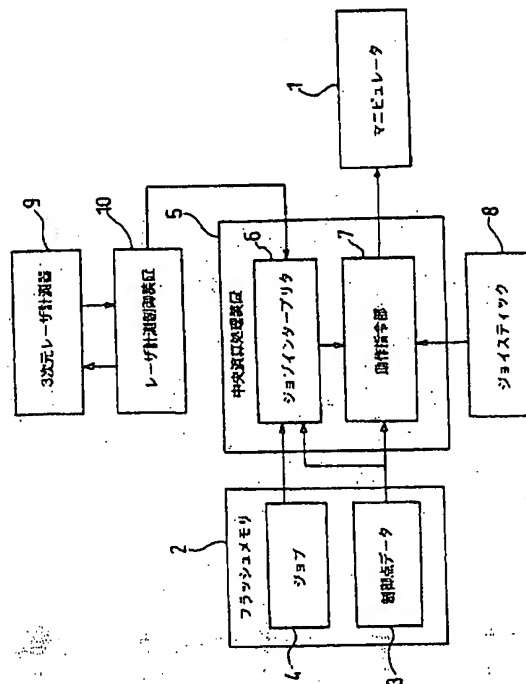 9
3次元レーザ計測器
10
レーザ計測制御装証
5
中央演算処理装証
6
ジョブインタープリタ
7
動作指令部
1
マニピュレータ
2
フラッシュメモリ
ジョブ
4
制御点データ
3
ジョイスティック
8